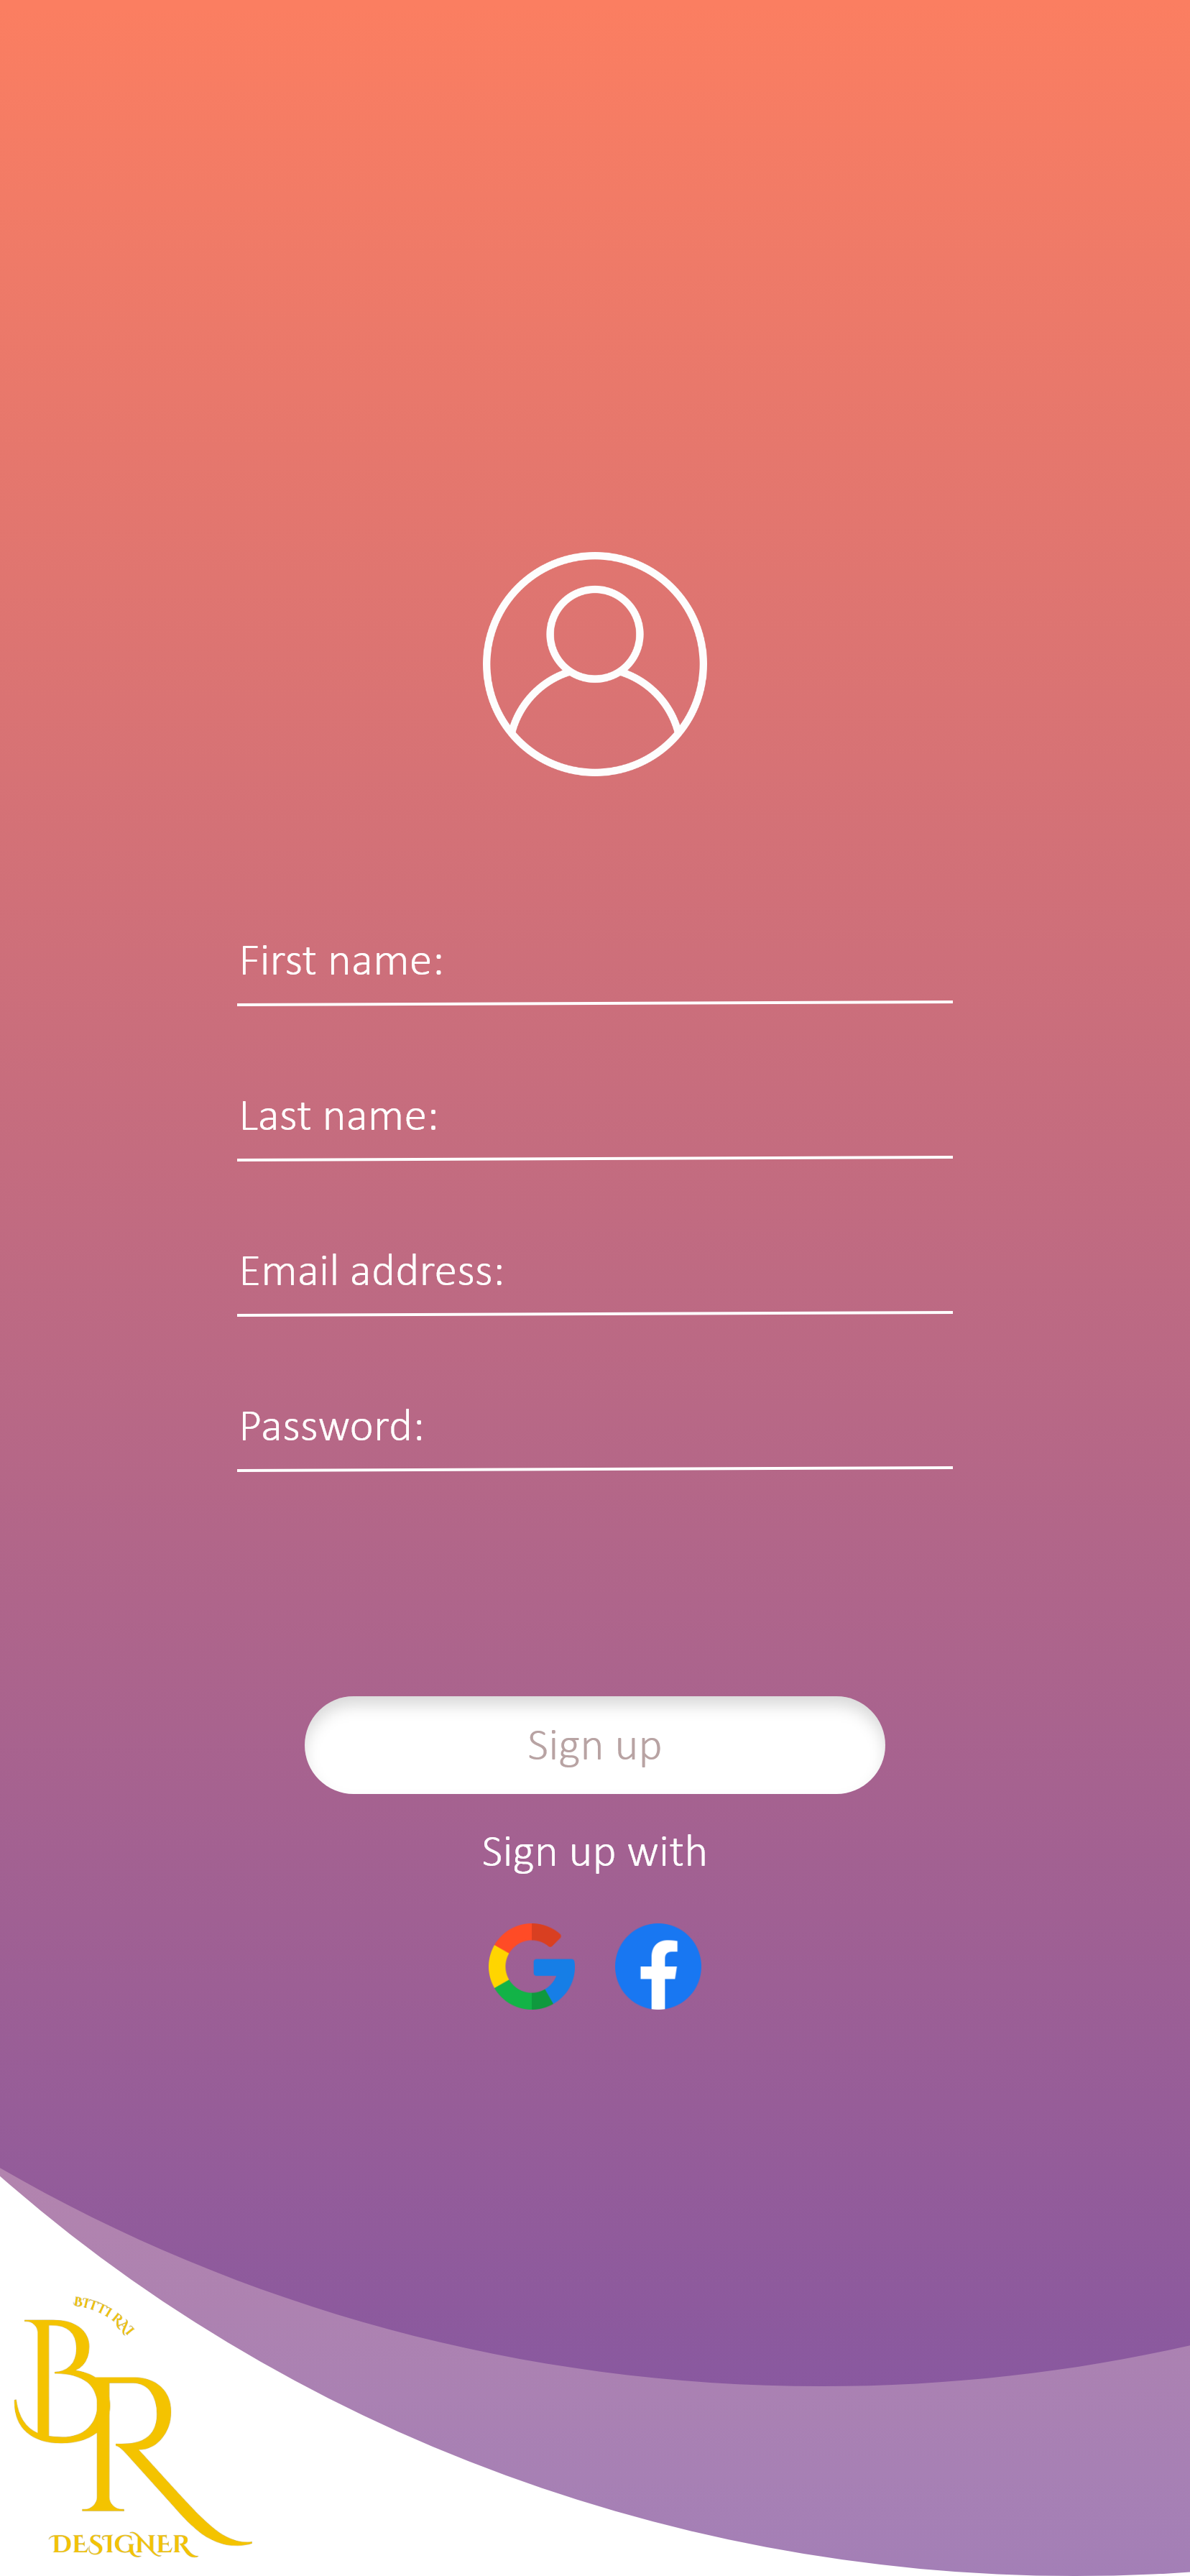 First name:
Last name:
Email address:
Password:
Sign up
Sign up with
BITTI RAI
BR
DESIGNER